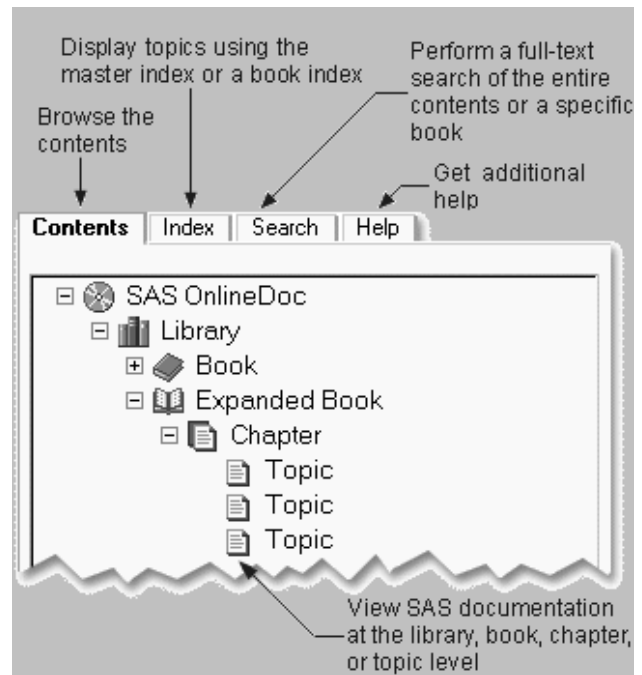 Display topics using the
master index or a book index
Perform a full-text
search of the entire
contents or a specific
book
Browse the
contents
Get additional
help
Contents
Index
Search
Help
SAS OnlineDoc
Library
Book
Expanded Book
Chapter
Topic
Topic
Topic
View SAS documentation
at the library, book, chapter,
or topic level